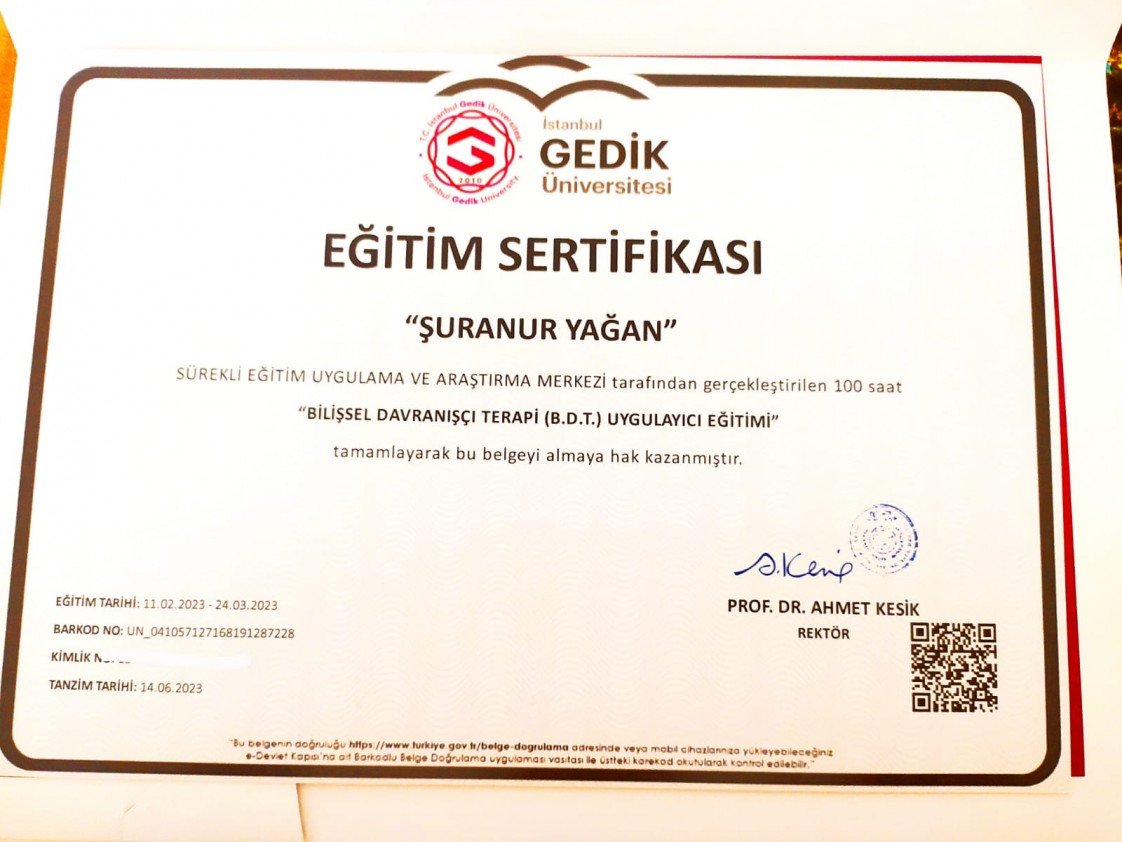 T.C. İstanbul Gedik Üniversitesi
2010
İstanbul Gedik University
İstanbul
GEDİK
Üniversitesi
EĞİTİM SERTİFİKASI
“ŞURANUR YAĞAN”
SÜREKLİ EĞİTİM UYGULAMA VE ARAŞTIRMA MERKEZİ tarafından gerçekleştirilen 100 saat
“BİLİŞSEL DAVRANIŞÇI TERAPİ (B.D.T.) UYGULAYICI EĞİTİMİ”
tamamlayarak bu belgeyi almaya hak kazanmıştır.
A.Kesik
PROF. DR. AHMET KESİK
REKTÖR
EĞİTİM TARİHİ: 11.02.2023 - 24.03.2023
BARKOD NO: UN_041057127168191287228
KİMLİK
TANZİM TARİHİ: 14.06.2023
"Bu belgenin doğruluğu https://www.turkiye.gov.tr/belge-dogrulama adresinde veya mobil cihazlarınıza yükleyebileceğiniz
e-Devlet Kapısı'na ait Barkodlu Belge Doğrulama uygulaması vasıtası ile üstteki karekod okutularak kontrol edilebilir."